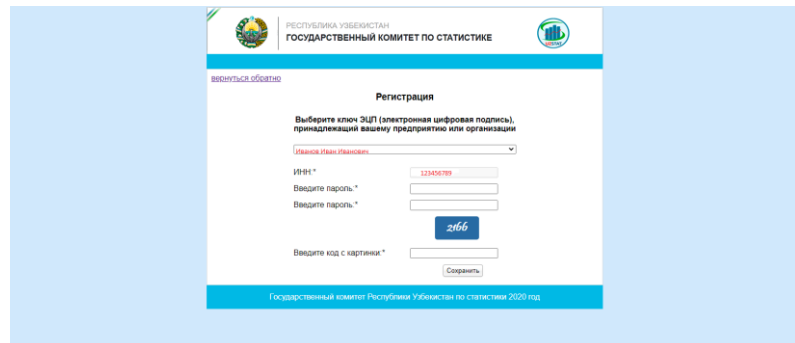 РЕСПУБЛИКА УЗБЕКИСТАН
ГОСУДАРСТВЕННЫЙ КОМИТЕТ ПО СТАТИСТИКЕ
вернуться обратно
Регистрация
Выберите ключ ЭЦП (электронная цифровая подпись),
принадлежащий вашему предприятию или организации
Иванов Иван Иванович
ИНН:*
123456789
Введите пароль:*
Введите пароль:*
2166
Введите код с картинки:*
Сохранить
Государственный комитет Республики Узбекистан по статистики 2020 год